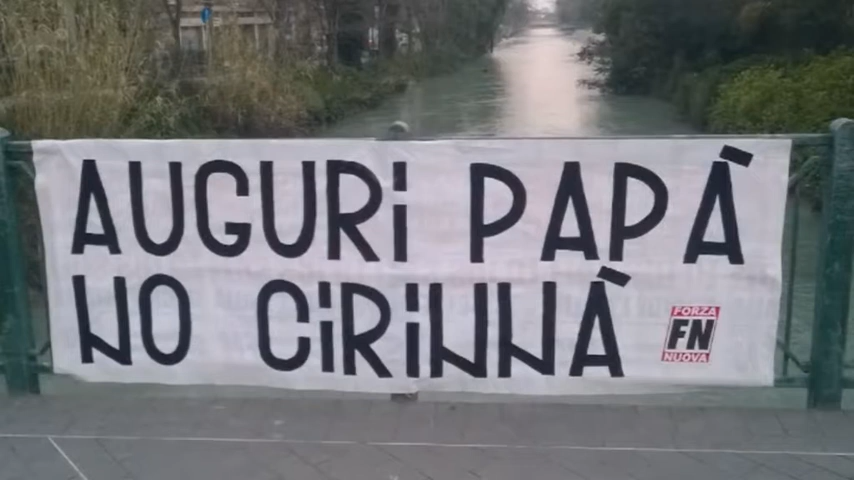 AUGURI PAPÀ
NO CIRINNÀ
FORZA
FN
NUOVA